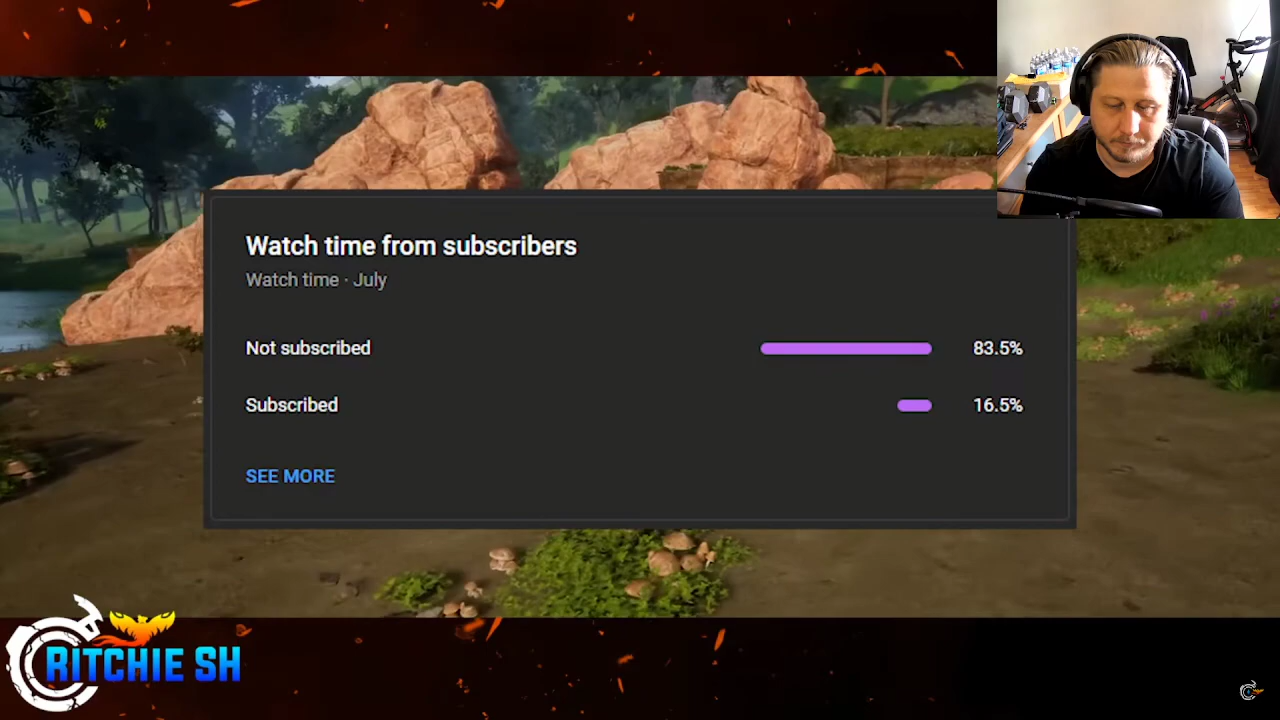 Watch time from subscribers
Watch time · July
Not subscribed 83.5%
Subscribed 16.5%
SEE MORE
RITCHIE SH